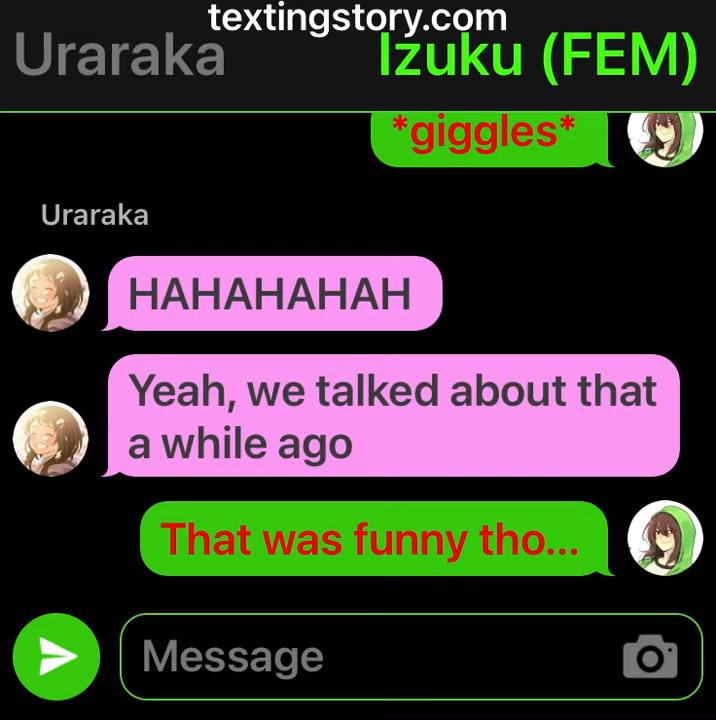 textingstory.com
Uraraka
Izuku (FEM)
*giggles*
Uraraka
HAHAHAHAH
Yeah, we talked about that
a while ago
That was funny tho...
Message